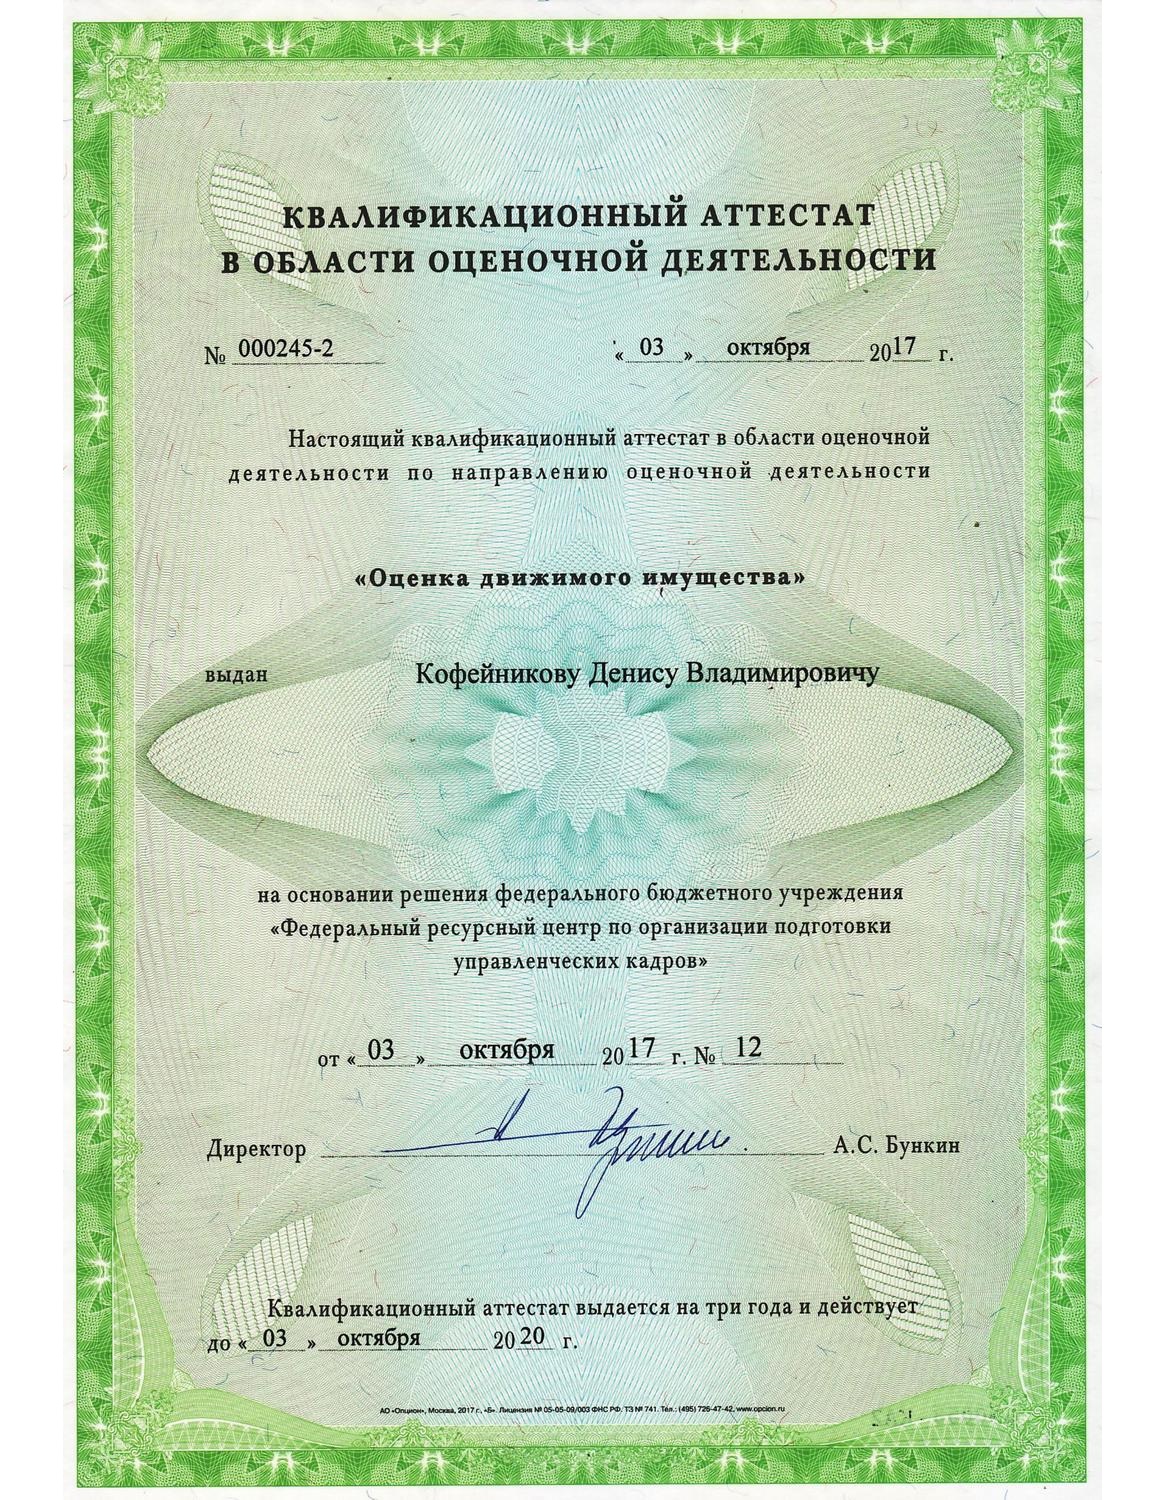 КВАЛИФИКАЦИОННЫЙ АТТЕСТАТ
В ОБЛАСТИ ОЦЕНОЧНОЙ ДЕЯТЕЛЬНОСТИ
№ 000245-2 « 03 » октября 2017 г.
Настоящий квалификационный аттестат в области оценочной
деятельности по направлению оценочной деятельности
«Оценка движимого имущества»
выдан Кофейникову Денису Владимировичу
на основании решения федерального бюджетного учреждения
«Федеральный ресурсный центр по организации подготовки
управленческих кадров»
от « 03 » октября 2017 г. № 12
Директор А.С. Бункин
Квалификационный аттестат выдается на три года и действует
до « 03 » октября 2020 г.
АО «Опцион», Москва, 2017 г., «Б». Лицензия № 05-05-09/003 ФНС РФ. ТЗ № 741. Тел.: (495) 726-47-42, www.opcion.ru